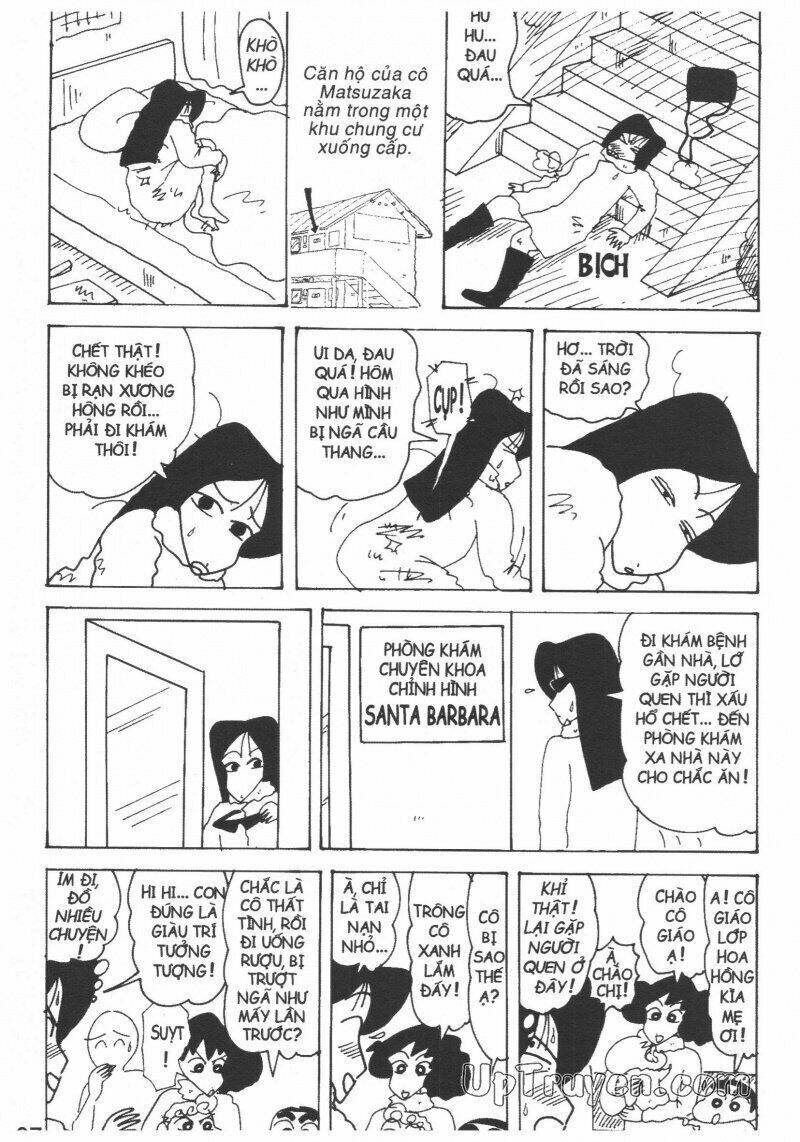 HU
HU...
ĐAU
QUÁ...
BỊCH
Căn hộ của cô
Matsuzaka
nằm trong một
khu chung cư
xuống cấp.
KHÒ
KHÒ
...
HƠ... TRỜI
ĐÃ SÁNG
RỒI SAO?
UI DA, ĐAU
QUÁ! HÔM
QUA HÌNH
NHƯ MÌNH
BỊ NGÃ CẦU
THANG...
CỤP!
CHẾT THẬT!
KHÔNG KHÉO
BỊ RẠN XƯƠNG
HÔNG RỒI...
PHẢI ĐI KHÁM
THÔI!
ĐI KHÁM BỆNH
GẦN NHÀ, LỠ
GẶP NGƯỜI
QUEN THÌ XẤU
HỔ CHẾT... ĐẾN
PHÒNG KHÁM
XA NHÀ NÀY
CHO CHẮC ĂN!
PHÒNG KHÁM
CHUYÊN KHOA
CHỈNH HÌNH
SANTA BARBARA
A! CÔ
GIÁO
LỚP
HOA
HỒNG
KÌA
MẸ
ƠI!
CHÀO
CÔ
GIÁO
Ạ!
À,
CHÀO
CHỊ!
KHỈ
THẬT!
LẠI GẶP
NGƯỜI
QUEN Ở
ĐÂY!
CÔ
BỊ
SAO
THẾ
Ạ?
TRÔNG
CÔ
XANH
LẮM
ĐẤY!
À, CHỈ
LÀ TAI
NẠN
NHỎ...
CHẮC LÀ
CÔ THẤT
TÌNH, RỒI
ĐI UỐNG
RƯỢU, BỊ
TRƯỢT
NGÃ NHƯ
MẤY LẦN
TRƯỚC?
HI HI... CON
ĐÚNG LÀ
GIÀU TRÍ
TƯỞNG
TƯỢNG!
SUYT
!
IM ĐI,
ĐỒ
NHIỀU
CHUYỆN
!
UpTruyen.com